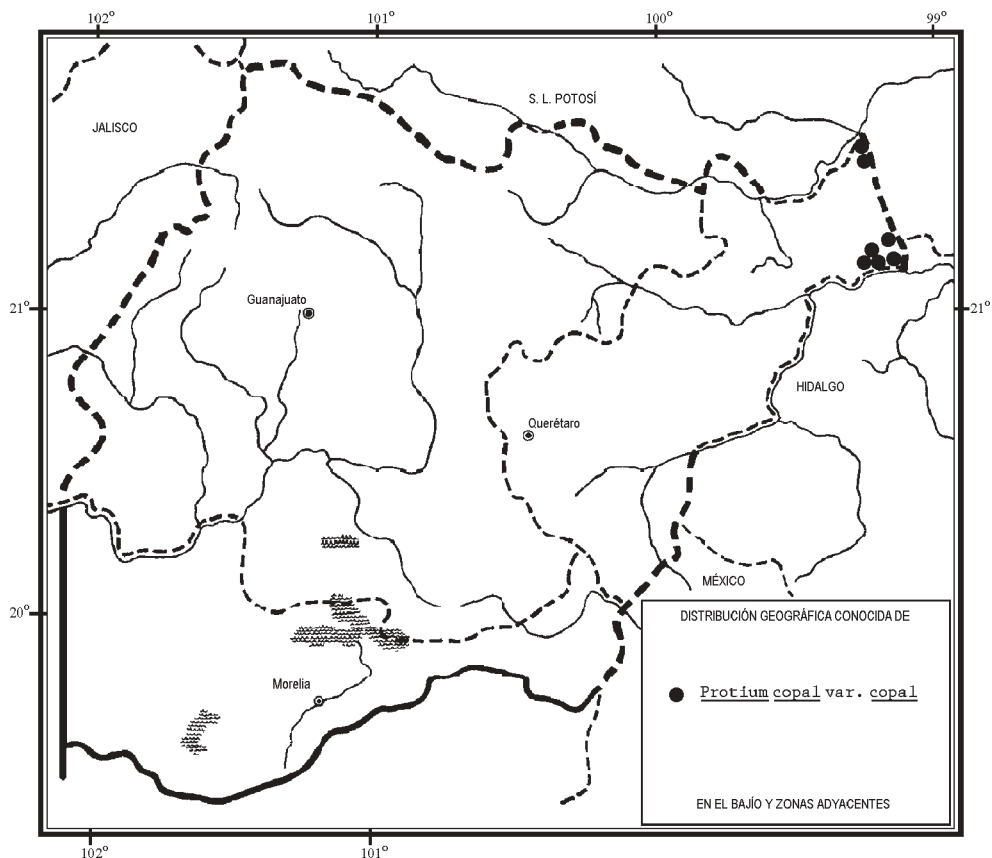 102° 101° 100° 99°
S. L. POTOSÍ
JALISCO
Guanajuato
21° 21°
HIDALGO
Querétaro
MÉXICO
20°
DISTRIBUCIÓN GEOGRÁFICA CONOCIDA DE
Morelia
Protium copal var. copal
EN EL BAJÍO Y ZONAS ADYACENTES
102° 101°